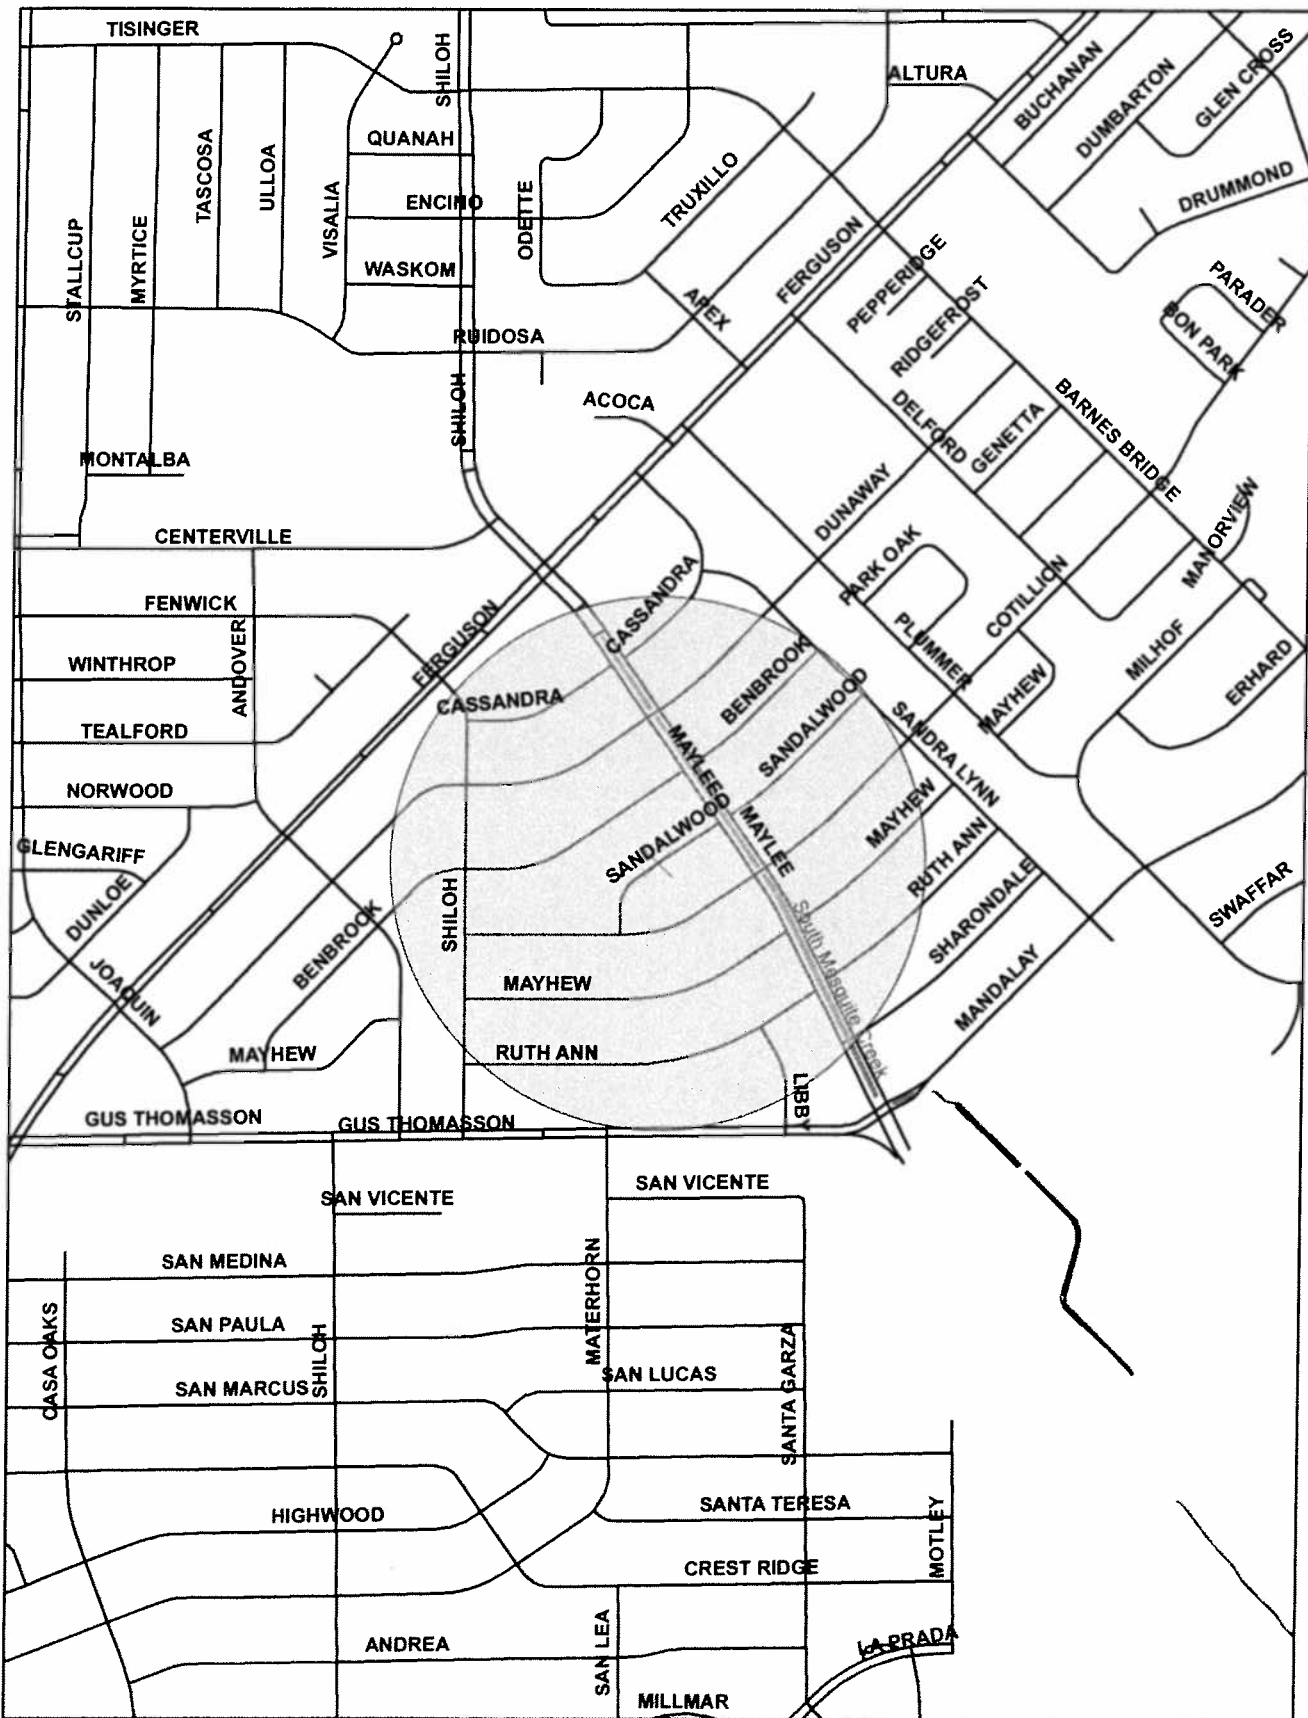 TISINGER
SHILOH
ALTURA
BUCHANAN
DUMBARTON
GLEN CROSS
QUANAH
TASCOSA
ULLOA
VISALIA
ENCINO
ODETTE
TRUXILLO
DRUMMOND
STALLCUP
MYRTICE
WASKOM
FERGUSON
PEPPERIDGE
PARADER
APEX
RIDGEFROST
BON PARK
RUIDOSA
SHILOH
ACOCA
DELFORD
GENETTA
BARNES BRIDGE
MONTALBA
DUNAWAY
MANORVIEW
CENTERVILLE
PARK OAK
CASSANDRA
COTILLION
FENWICK
ANDOVER
FERGUSON
WINTHROP
PLUMMER
MILHOF
ERHARD
BENBROOK
CASSANDRA
SANDALWOOD
MAYHEW
TEALFORD
SANDRA LYNN
MAYLEE
NORWOOD
SANDALWOOD
MAYLEE
MAYHEW
GLENGARIFF
RUTH ANN
DUNLOE
SHILOH
SHARONDALE
SWAFFAR
BENBROOK
South Mesquite Creek
JOAQUIN
MAYHEW
MANDALAY
MAYHEW
RUTH ANN
LIBBY
GUS THOMASSON
GUS THOMASSON
SAN VICENTE
SAN VICENTE
SAN MEDINA
MATERHORN
CASA OAKS
SAN PAULA
SHILOH
SANTA GARZA
SAN MARCUS
SAN LUCAS
HIGHWOOD
SANTA TERESA
MOTLEY
CREST RIDGE
ANDREA
SAN LEA
LA PRADA
MILLMAR